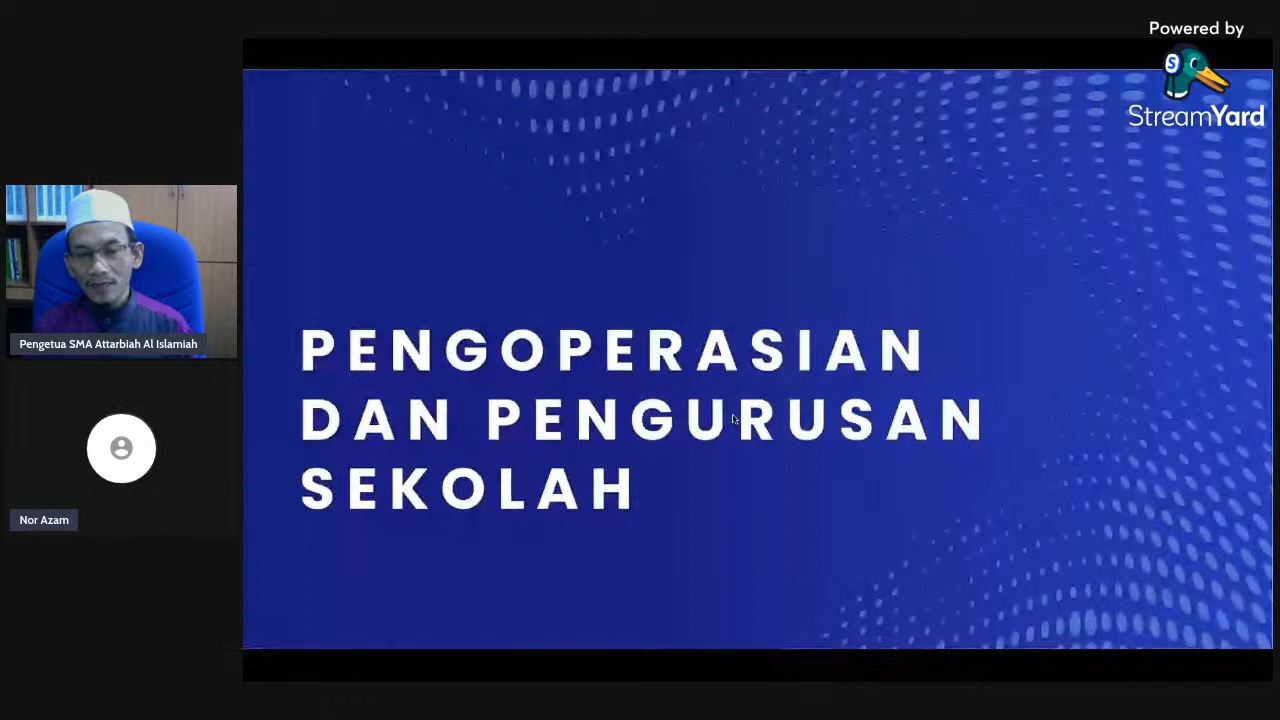 Powered by
S
StreamYard
Pengetua SMA Attarbiah Al Islamiah
Nor Azam
PENGOPERASIAN
DAN PENGURUSAN
SEKOLAH